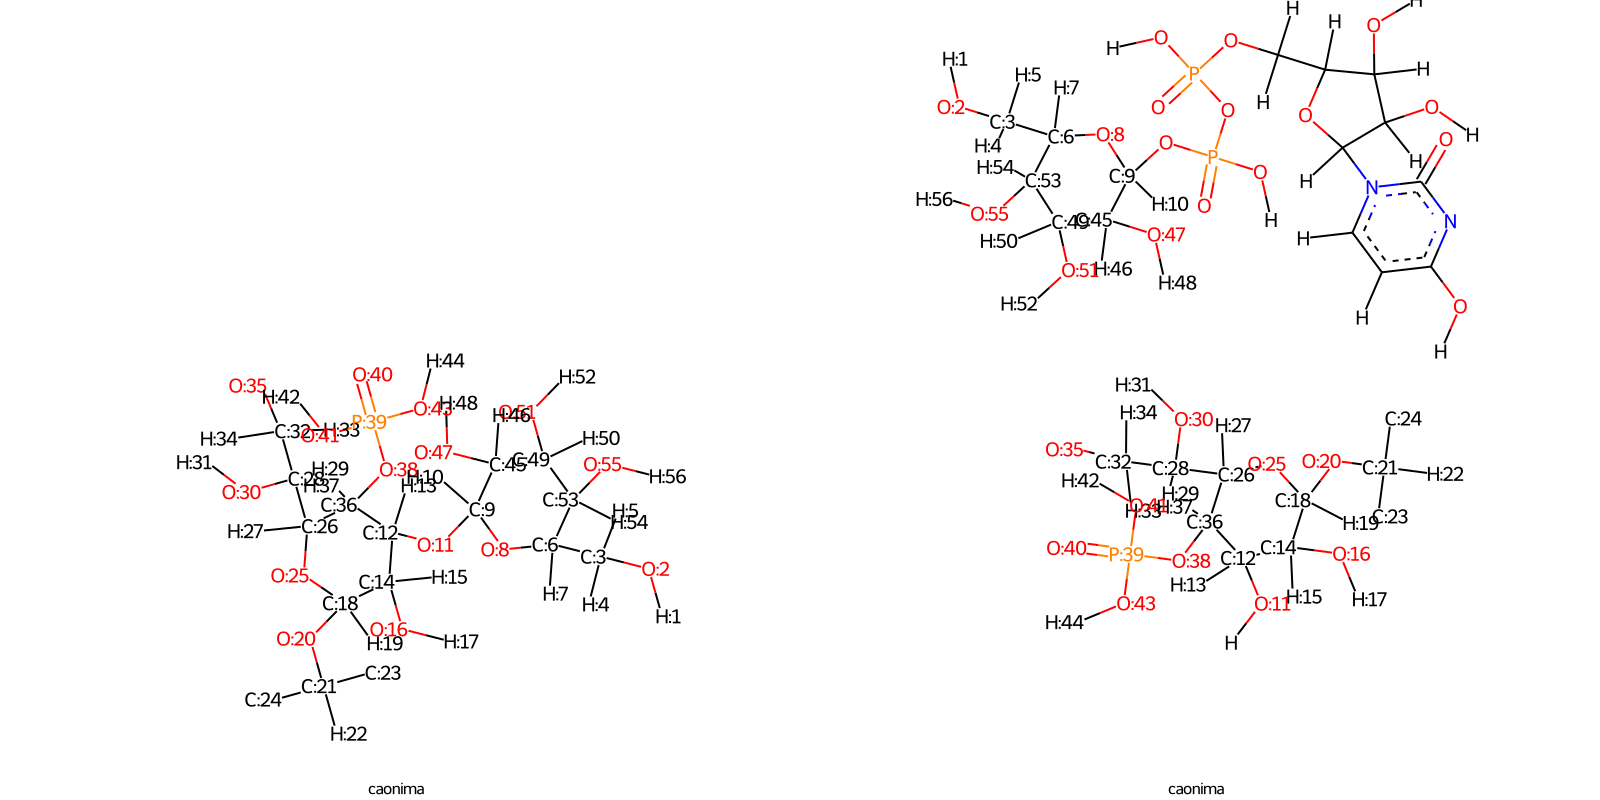 O:40
H:44
O:35
H:42
O:43
H:48
H:52
P:39
H:46
O:51
H:34
C:32
H:33
O:41
H:50
H:31
H:29
O:38
O:47
C:45
C:49
O:55
H:56
O:30
C:28
H:37
H:10
H:13
C:36
C:9
C:53
H:5
H:54
H:27
C:26
C:12
O:11
O:8
C:6
C:3
O:2
O:25
C:14
H:15
H:7
H:4
H:1
C:18
O:16
O:20
H:19
H:17
C:24
C:21
C:23
H:22
caonima
H
H
H
O
H
O
O
H
H:1
H:5
P
H
H:7
O:2
O
H
O
O
O
C:3
O:8
O
H
H:4
C:6
O
P
H
O
H:54
C:53
C:9
O
H
N
H:56
O:55
H:10
O
H
N
H:50
C:49
C:45
O:47
H
O:51
H:46
H:48
H:52
H
O
H
H:31
H:34
O:30
H:27
C:24
O:35
C:32
C:28
C:26
O:25
O:20
C:21
H:22
H:42
H:29
O:41
H:33
H:37
C:36
C:18
H:19
C:23
O:40
P:39
O:38
C:12
C:14
O:16
H:13
H:15
H:17
O:43
O:11
H:44
H
caonima